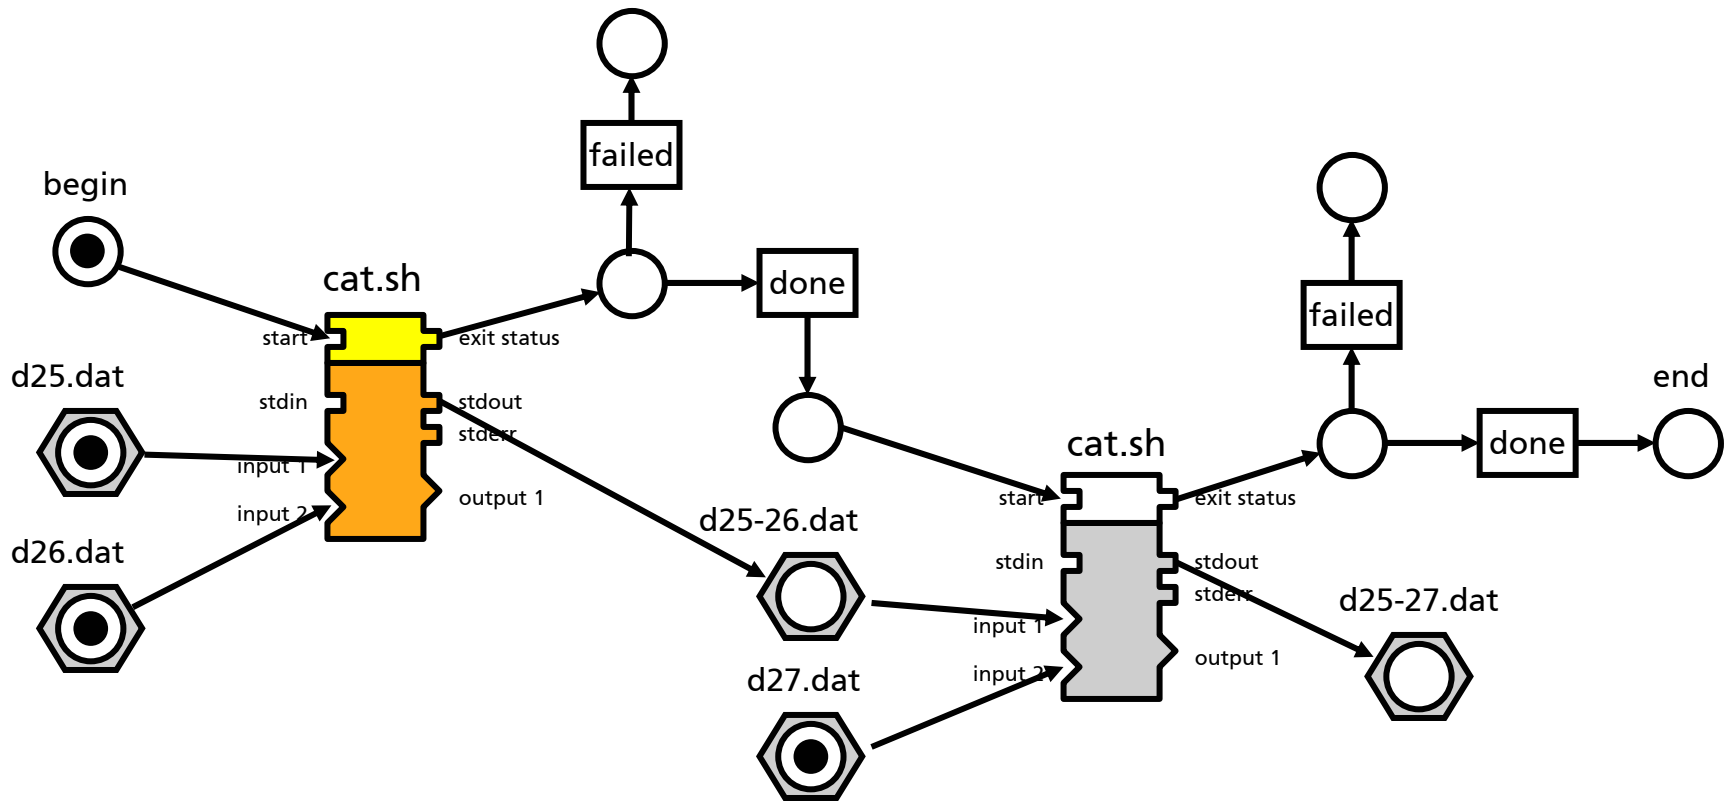 failed
begin
cat.sh
done
start
exit status
failed
d25.dat
end
stdin
stdout
stderr
cat.sh
done
input 1
output 1
start
exit status
input 2
d25-26.dat
d26.dat
stdin
stdout
stderr
d25-27.dat
input 1
output 1
input 2
d27.dat